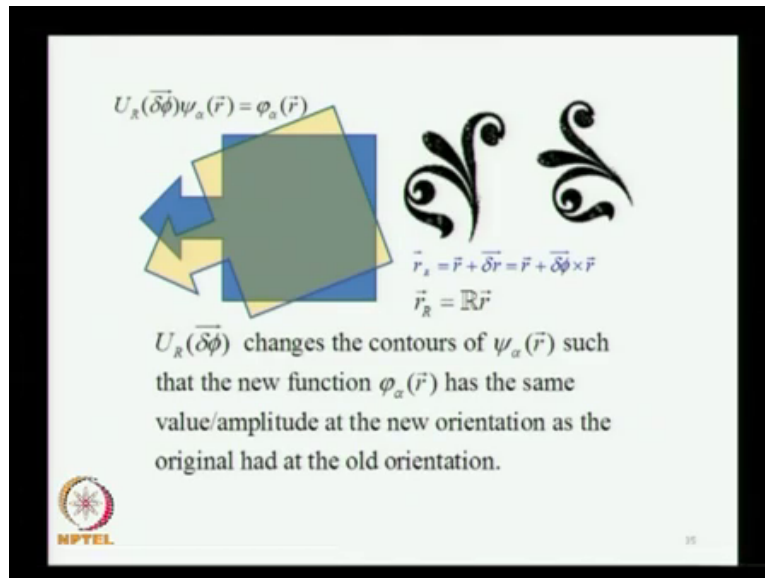 U_R(δφ⃗)ψ_α(r⃗) = φ_α(r⃗)
r⃗_R = r⃗ + δr⃗ = r⃗ + δφ⃗ × r⃗
r⃗_R = ℝr⃗
U_R(δφ⃗) changes the contours of ψ_α(r⃗) such
that the new function φ_α(r⃗) has the same
value/amplitude at the new orientation as the
original had at the old orientation.
NPTEL